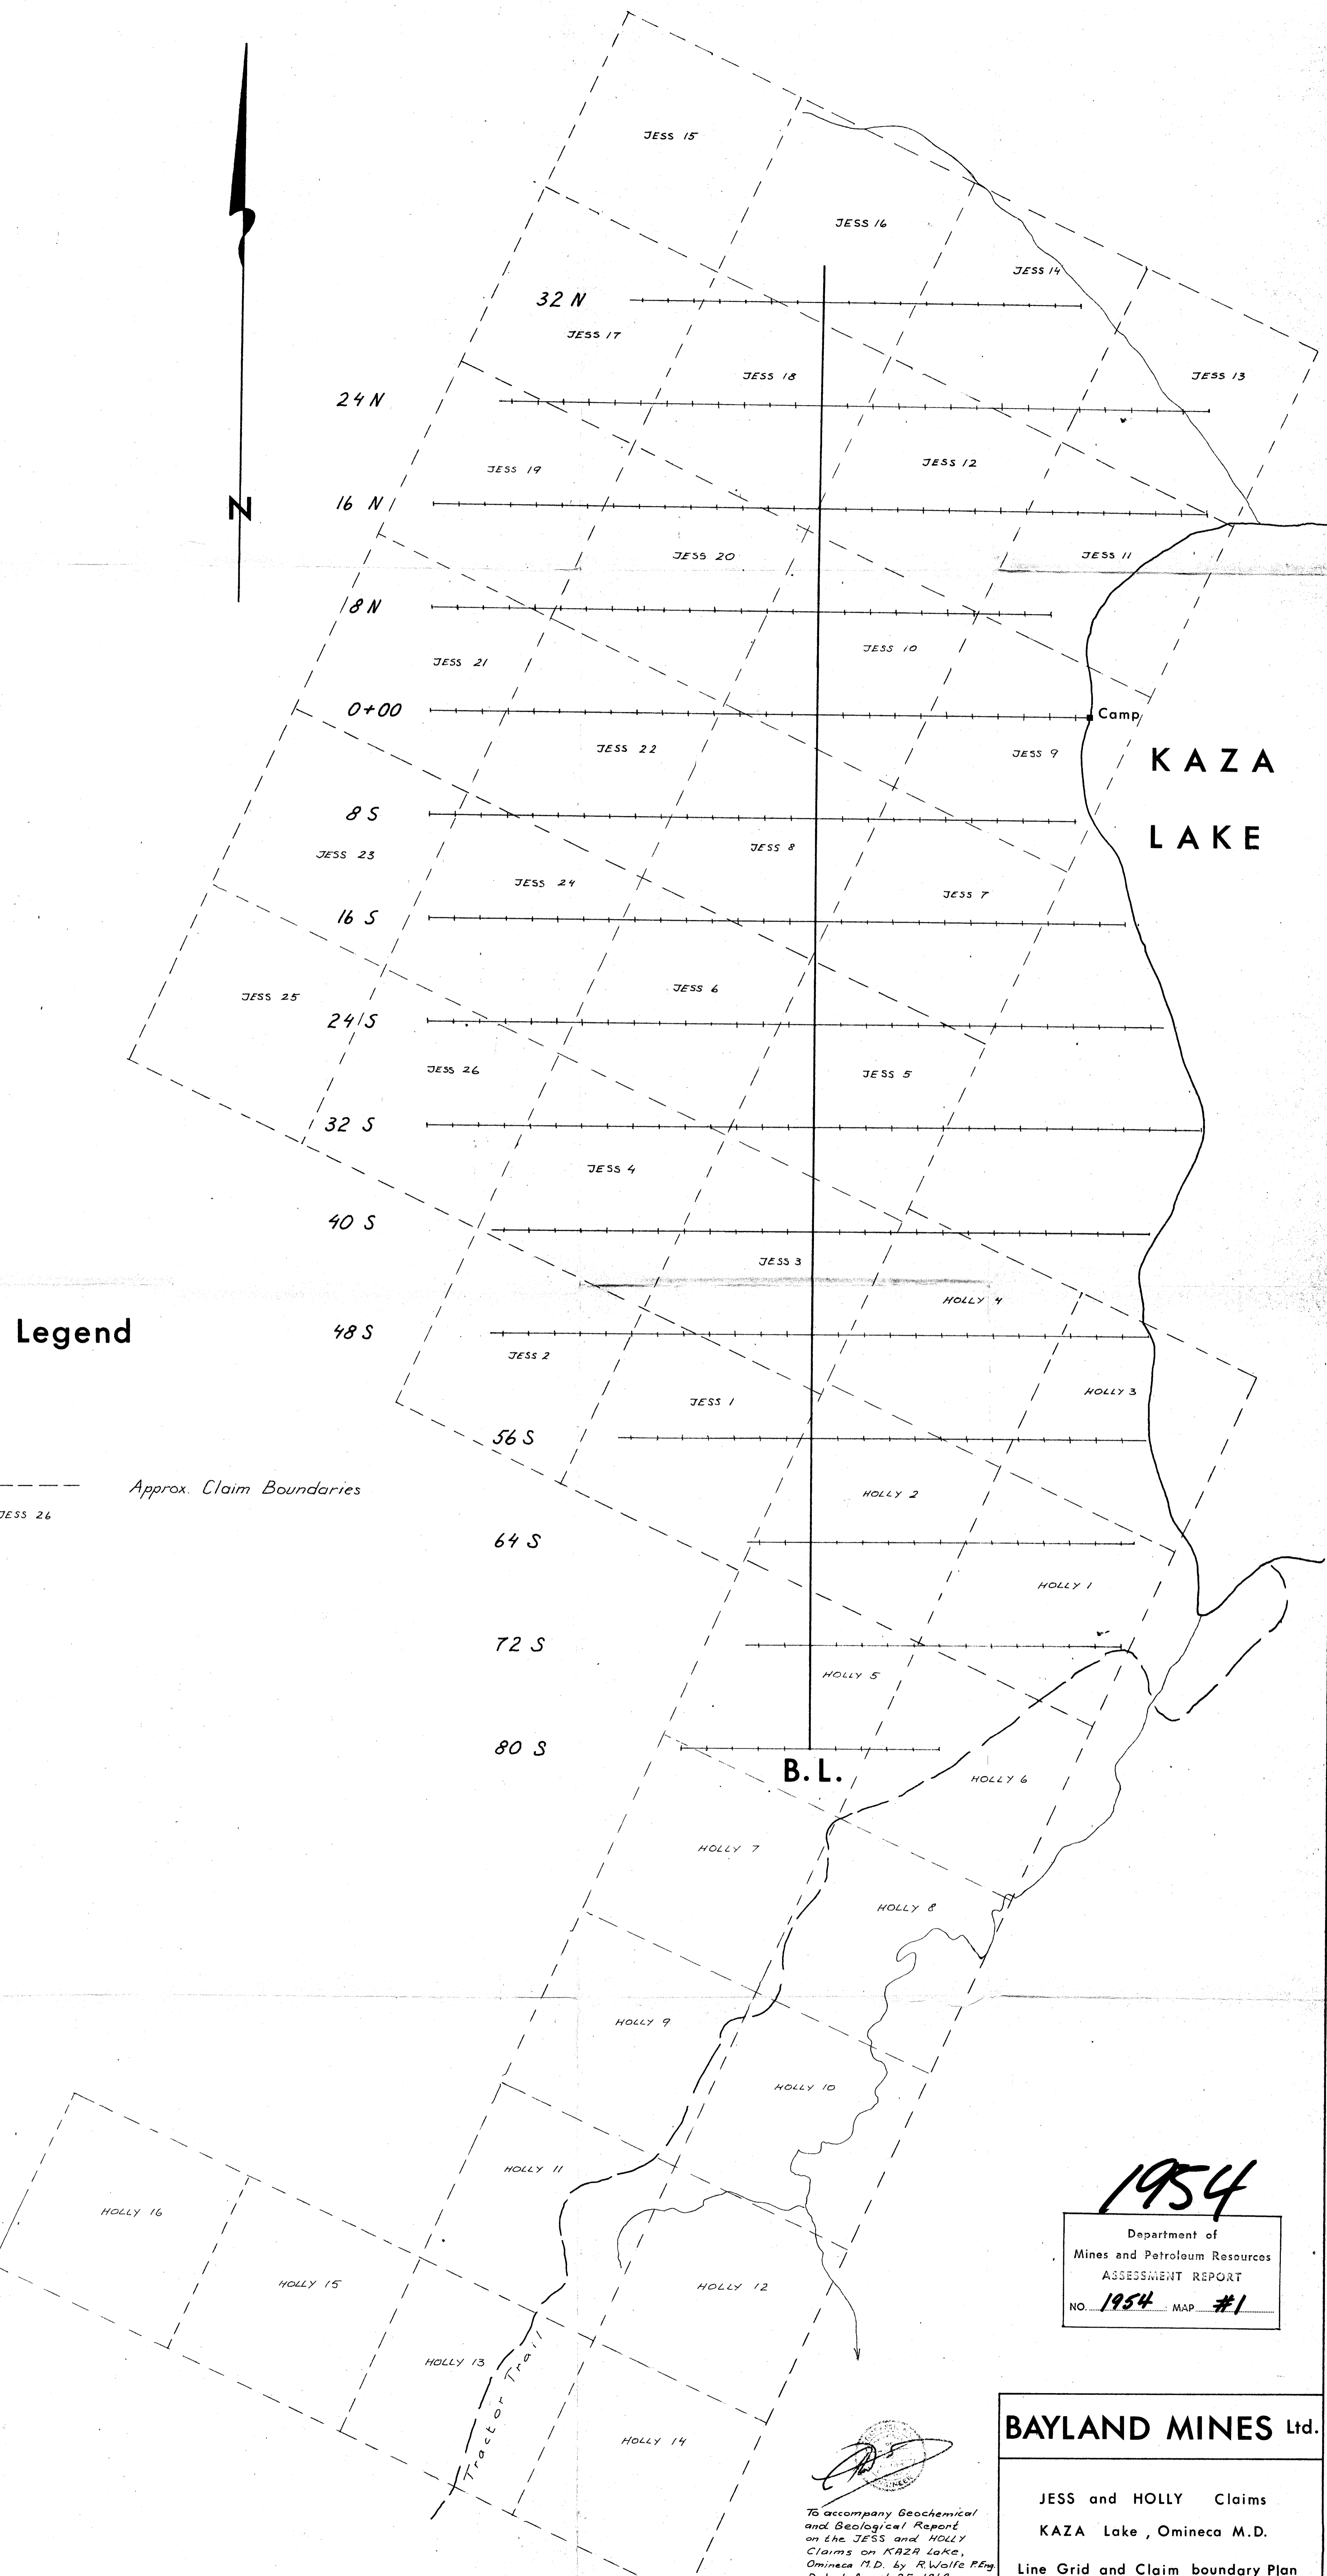 JESS 15
JESS 16
JESS 14
32 N
JESS 17
JESS 18
JESS 13
24 N
JESS 12
JESS 19
16 N
N
JESS 20
JESS 11
8 N
JESS 10
JESS 21
0+00
Camp
JESS 22
JESS 9
KAZA
8 S
LAKE
JESS 23
JESS 8
JESS 24
JESS 7
16 S
JESS 6
JESS 25
24 S
JESS 26
JESS 5
32 S
JESS 4
40 S
JESS 3
HOLLY 4
Legend
48 S
JESS 2
HOLLY 3
JESS 1
56 S
Approx. Claim Boundaries
HOLLY 2
JESS 26
64 S
HOLLY 1
72 S
HOLLY 5
80 S
B.L.
HOLLY 6
HOLLY 7
HOLLY 8
HOLLY 9
HOLLY 10
HOLLY 11
HOLLY 16
HOLLY 15
HOLLY 12
HOLLY 13
Tractor Trail
HOLLY 14
1954
Department of
Mines and Petroleum Resources
ASSESSMENT REPORT
NO. 1954 MAP #1
BAYLAND MINES Ltd.
JESS and HOLLY Claims
KAZA Lake, Omineca M.D.
Line Grid and Claim boundary Plan
To accompany Geochemical
and Geological Report
on the JESS and HOLLY
Claims on KAZA Lake,
Omineca M.D. by R. Wolfe P.Eng.